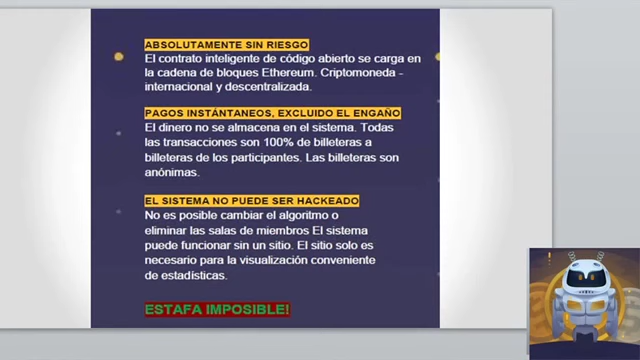 ABSOLUTAMENTE SIN RIESGO
El contrato inteligente de código abierto se carga en
la cadena de bloques Ethereum. Criptomoneda -
internacional y descentralizada.
PAGOS INSTÁNTANEOS, EXCLUIDO EL ENGAÑO
El dinero no se almacena en el sistema. Todas
las transacciones son 100% de billeteras a
billeteras de los participantes. Las billeteras son
anónimas.
EL SISTEMA NO PUEDE SER HACKEADO
No es posible cambiar el algoritmo o
eliminar las salas de miembros El sistema
puede funcionar sin un sitio. El sitio solo es
necesario para la visualización conveniente
de estadísticas.
ESTAFA IMPOSIBLE!